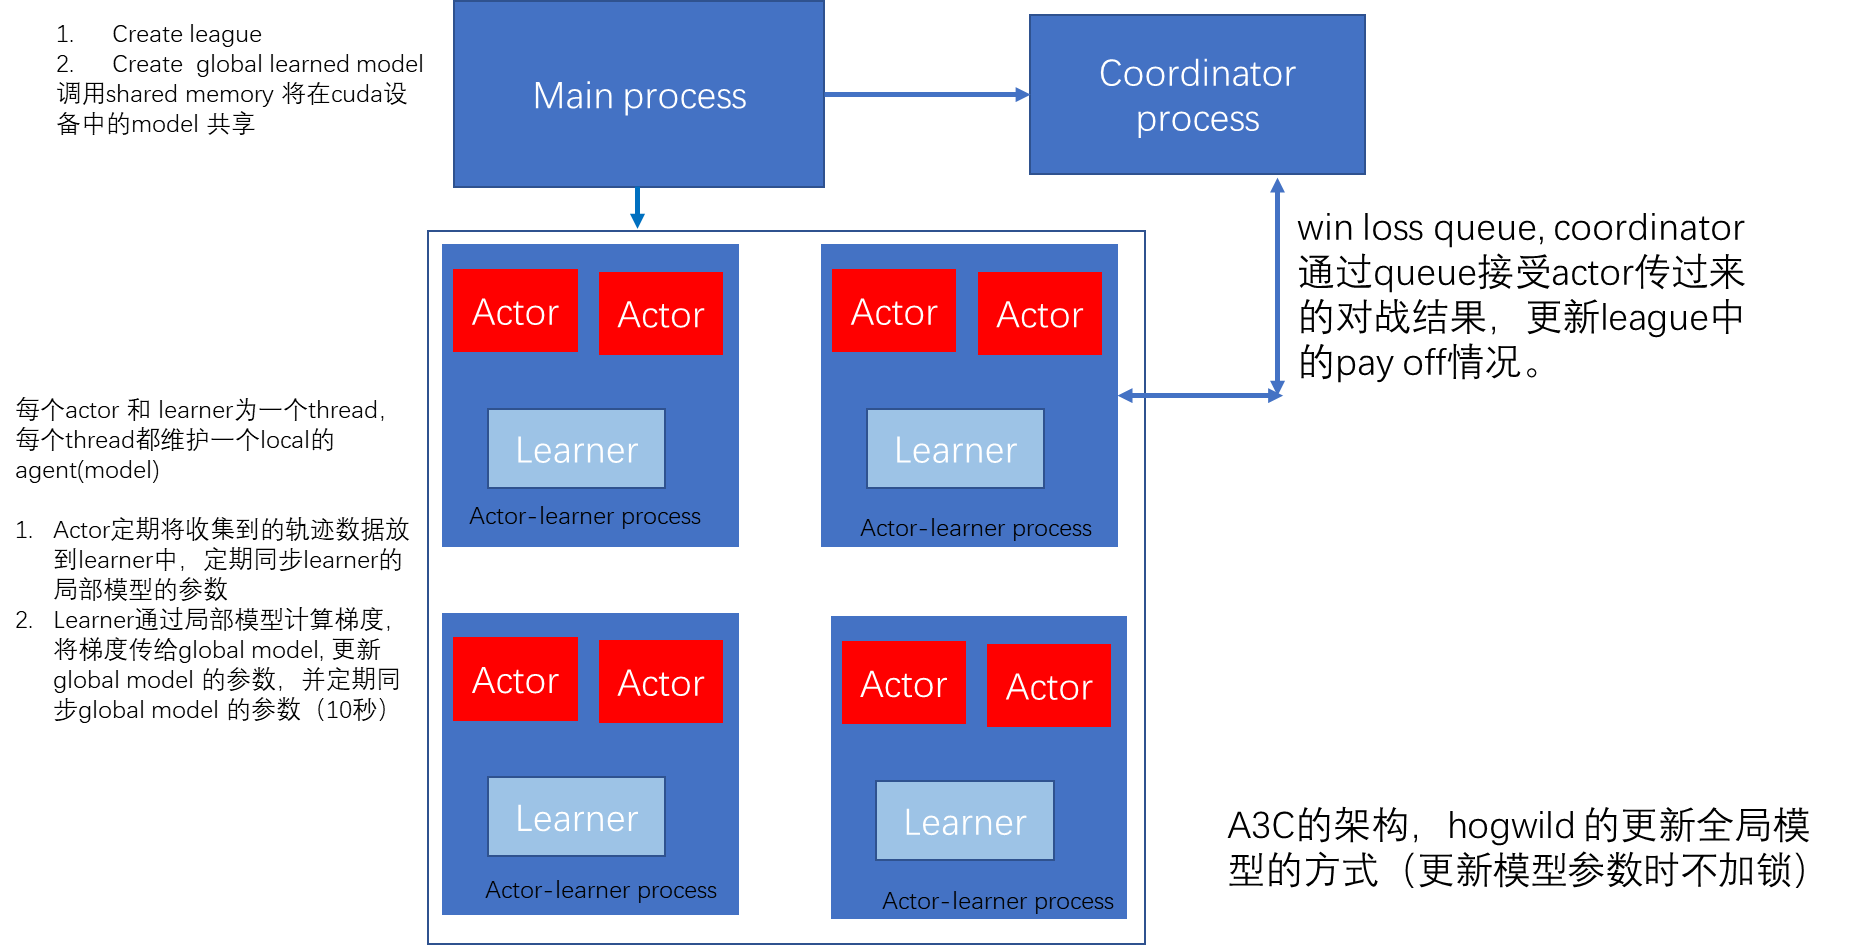 1. Create league
2. Create global learned model
调用shared memory 将在cuda设
备中的model 共享
Main process
Coordinator
process
win loss queue, coordinator
通过queue接受actor传过来
的对战结果，更新league中
的pay off情况。
Actor
Actor
Learner
Actor-learner process
Actor
Actor
Learner
Actor-learner process
每个actor 和 learner为一个thread,
每个thread都维护一个local的
agent(model)
1. Actor定期将收集到的轨迹数据放
到learner中，定期同步learner的
局部模型的参数
2. Learner通过局部模型计算梯度，
将梯度传给global model, 更新
global model 的参数，并定期同
步global model 的参数（10秒）
Actor
Actor
Learner
Actor-learner process
Actor
Actor
Learner
Actor-learner process
A3C的架构，hogwild 的更新全局模
型的方式（更新模型参数时不加锁）